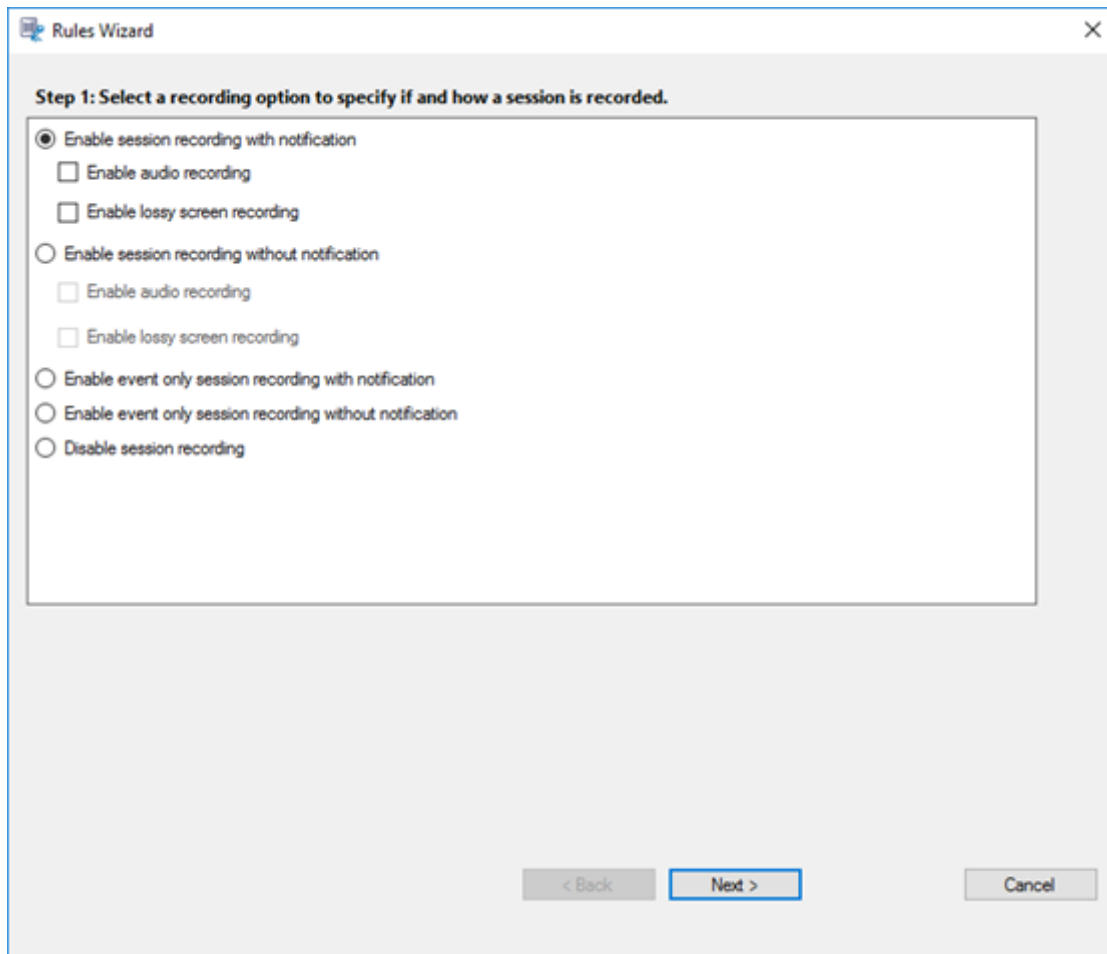 Rules Wizard
Step 1: Select a recording option to specify if and how a session is recorded.
Enable session recording with notification
Enable audio recording
Enable lossy screen recording
Enable session recording without notification
Enable audio recording
Enable lossy screen recording
Enable event only session recording with notification
Enable event only session recording without notification
Disable session recording
< Back
Next >
Cancel